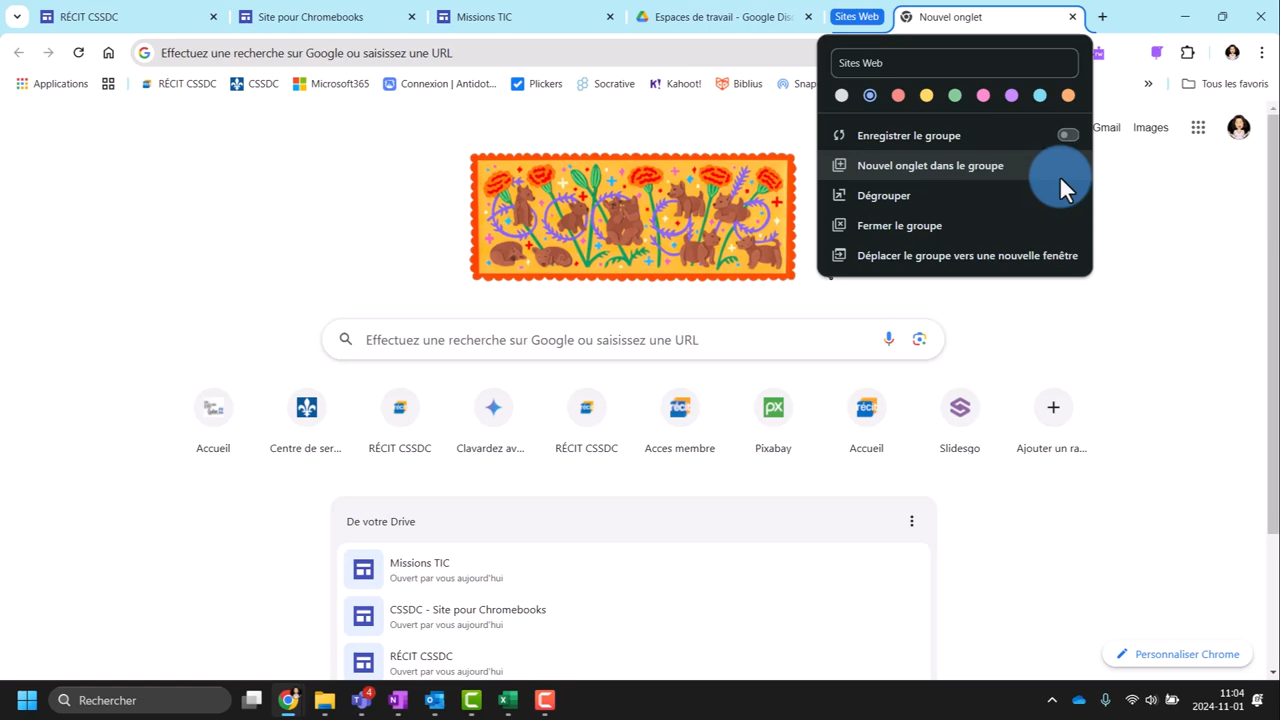 RÉCIT CSSDC
Site pour Chromebooks
Missions TIC
Espaces de travail - Google Disc
Sites Web
Nouvel onglet
Effectuez une recherche sur Google ou saisissez une URL
Sites Web
Applications
RÉCIT CSSDC
CSSDC
Microsoft365
Connexion | Antidot...
Plickers
Socrative
Kahoot!
Biblius
Snap
Tous les favoris
Enregistrer le groupe
Gmail
Images
Nouvel onglet dans le groupe
Dégrouper
Fermer le groupe
Déplacer le groupe vers une nouvelle fenêtre
Effectuez une recherche sur Google ou saisissez une URL
Accueil
Centre de ser...
RÉCIT CSSDC
Clavardez av...
RÉCIT CSSDC
Acces membre
Pixabay
Accueil
Slidesgo
Ajouter un ra...
De votre Drive
Missions TIC
Ouvert par vous aujourd'hui
CSSDC - Site pour Chromebooks
Ouvert par vous aujourd'hui
RÉCIT CSSDC
Ouvert par vous aujourd'hui
Personnaliser Chrome
Rechercher
4
11:04
2024-11-01